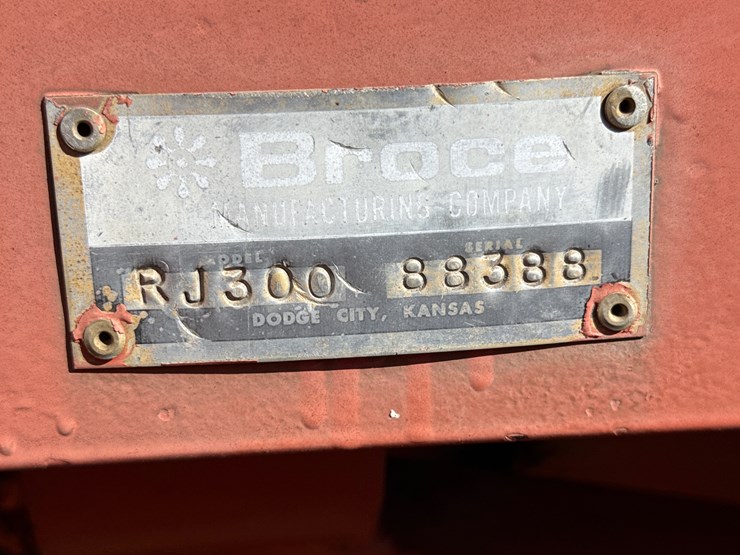 Broce
MANUFACTURING COMPANY
MODEL SERIAL
RJ300 88388
DODGE CITY, KANSAS